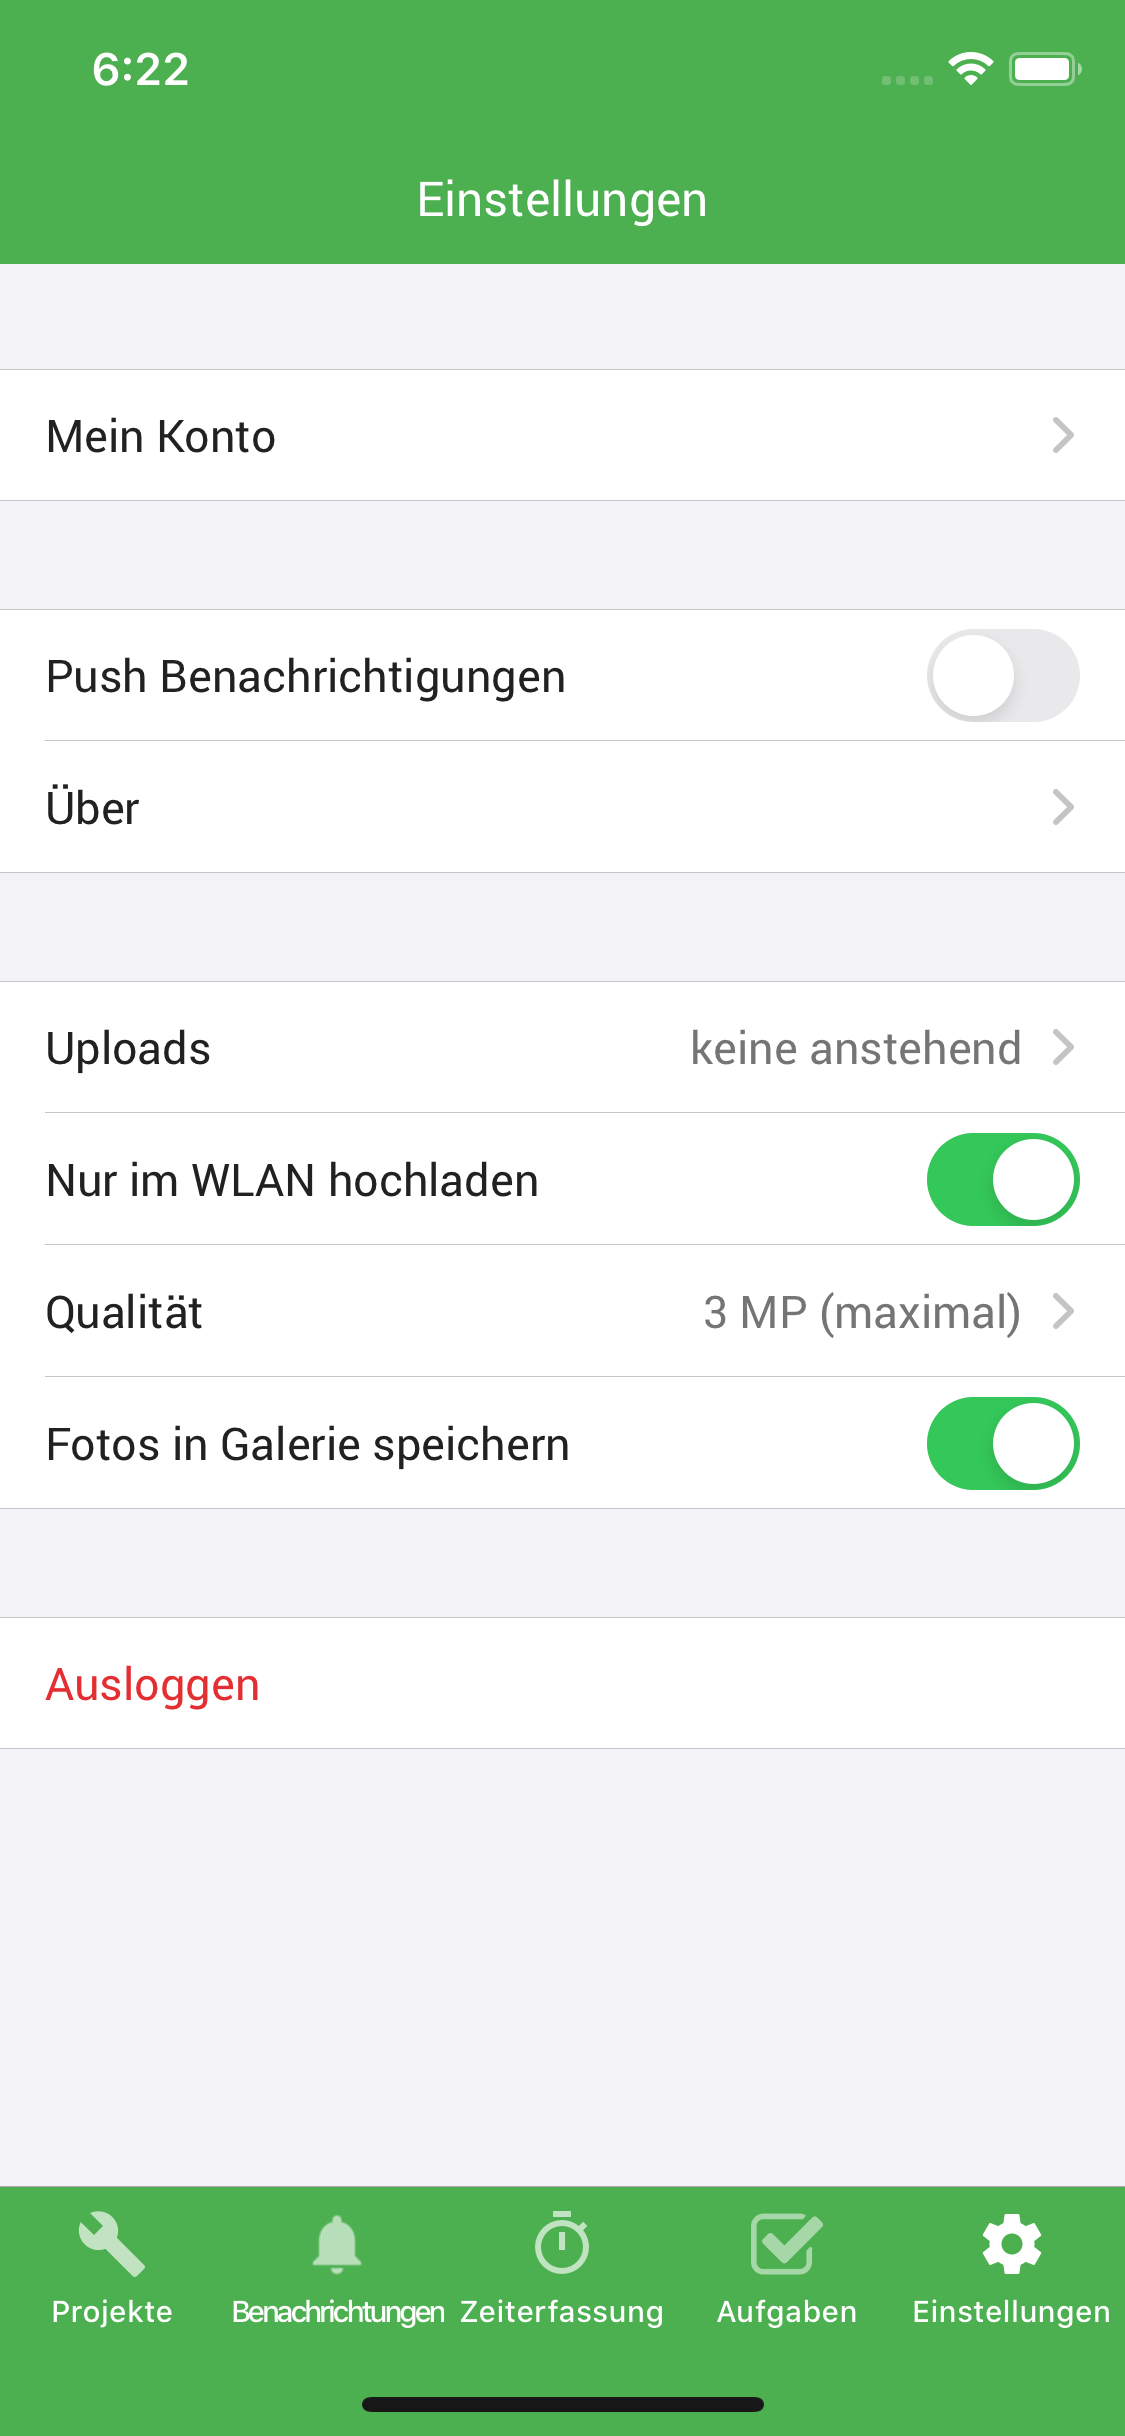 6:22
Einstellungen
Mein Konto
Push Benachrichtigungen
Über
Uploads keine anstehend
Nur im WLAN hochladen
Qualität 3 MP (maximal)
Fotos in Galerie speichern
Ausloggen
Projekte Benachrichtungen Zeiterfassung Aufgaben Einstellungen